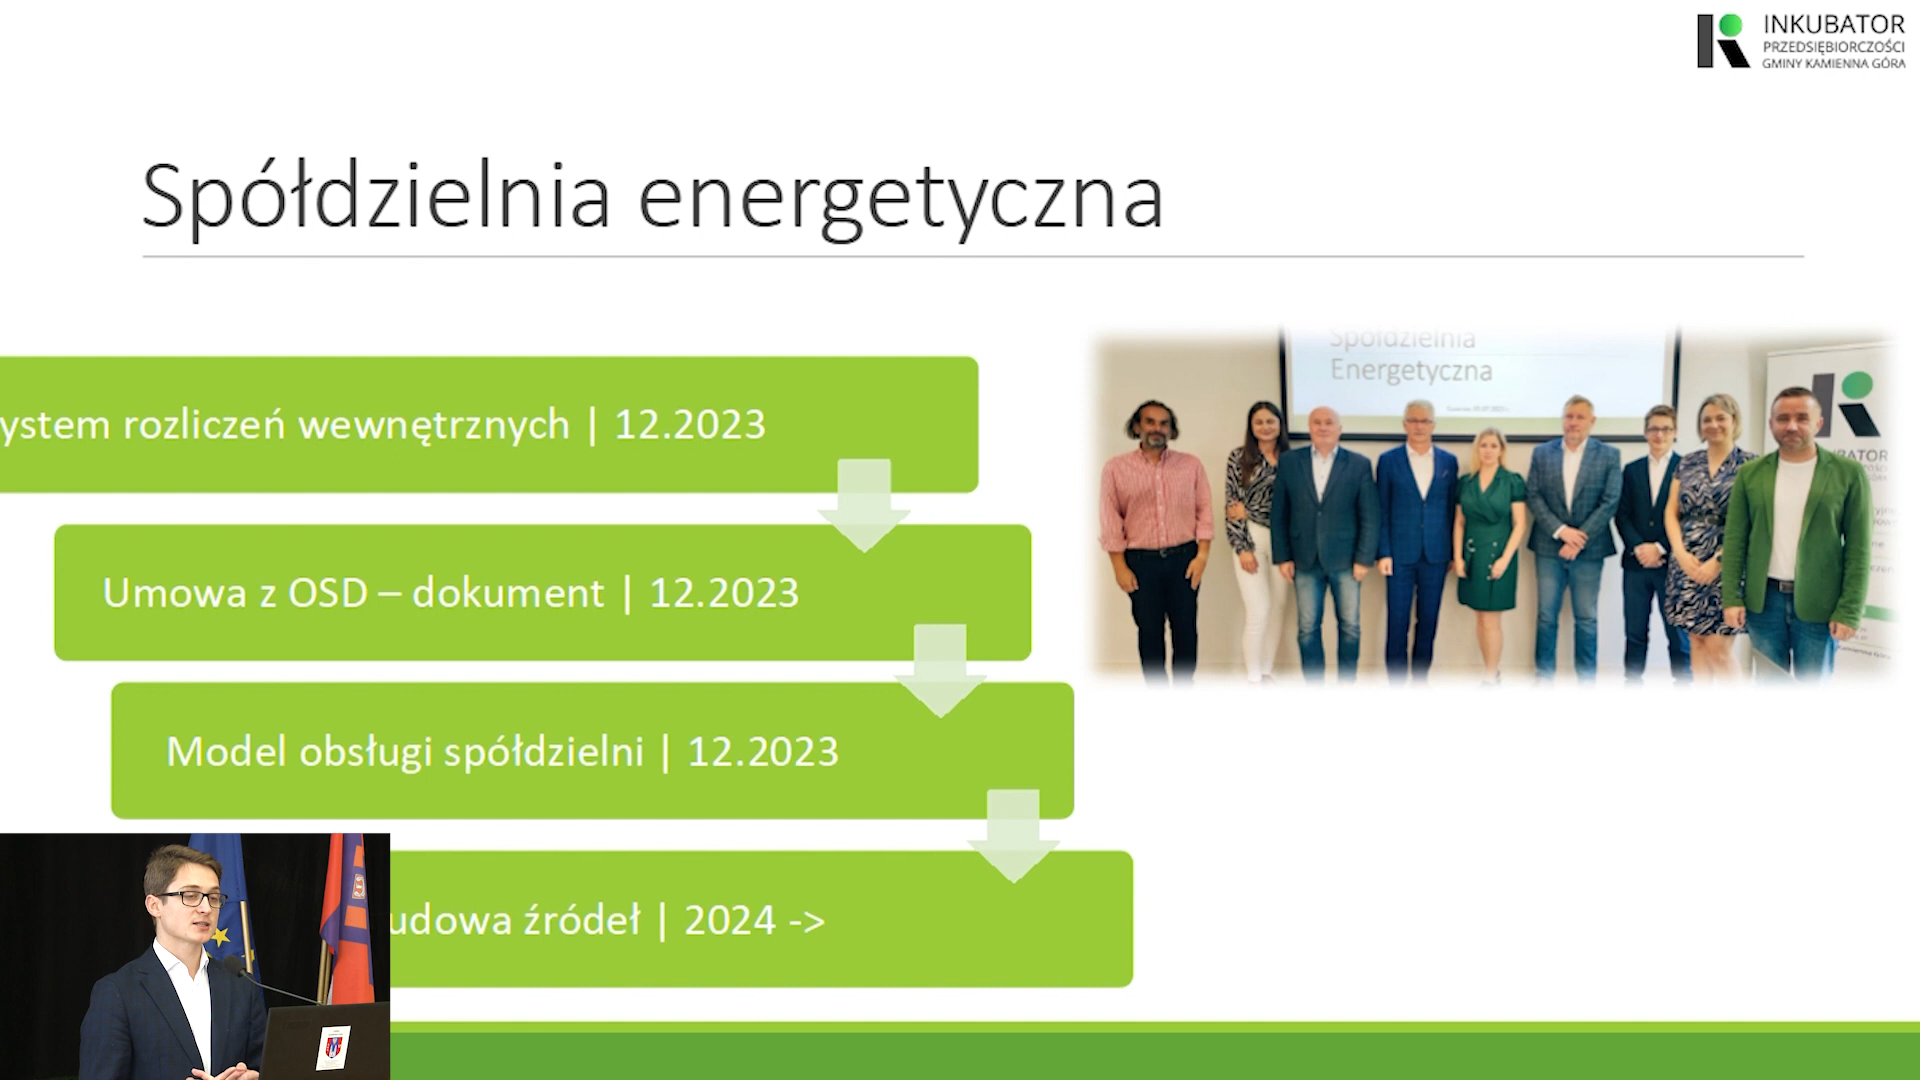 INKUBATOR
PRZEDSIĘBIORCZOŚCI
GMINY KAMIENNA GÓRA
Spółdzielnia energetyczna
ystem rozliczeń wewnętrznych | 12.2023
Umowa z OSD – dokument | 12.2023
Model obsługi spółdzielni | 12.2023
udowa źródeł | 2024 ->
Spółdzielnia
Energetyczna